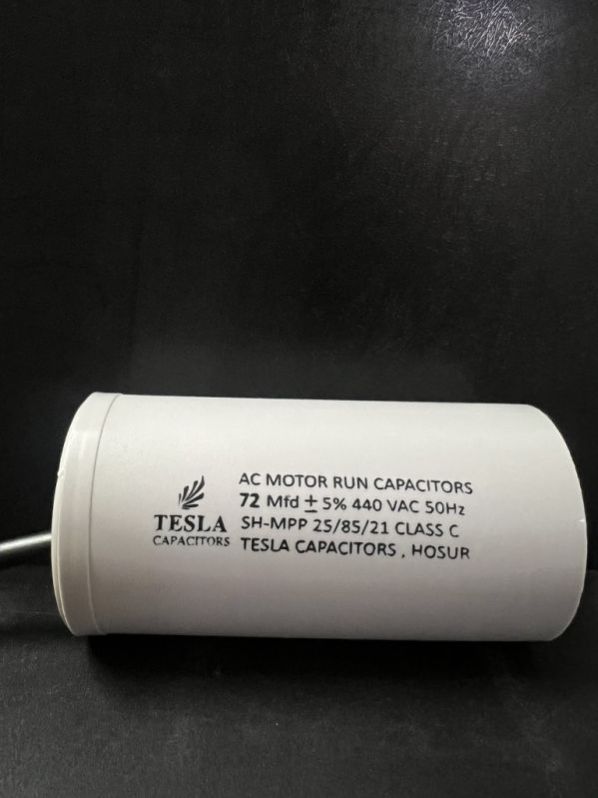 AC MOTOR RUN CAPACITORS
72 Mfd ± 5% 440 VAC 50Hz
SH-MPP 25/85/21 CLASS C
TESLA CAPACITORS , HOSUR
TESLA
CAPACITORS